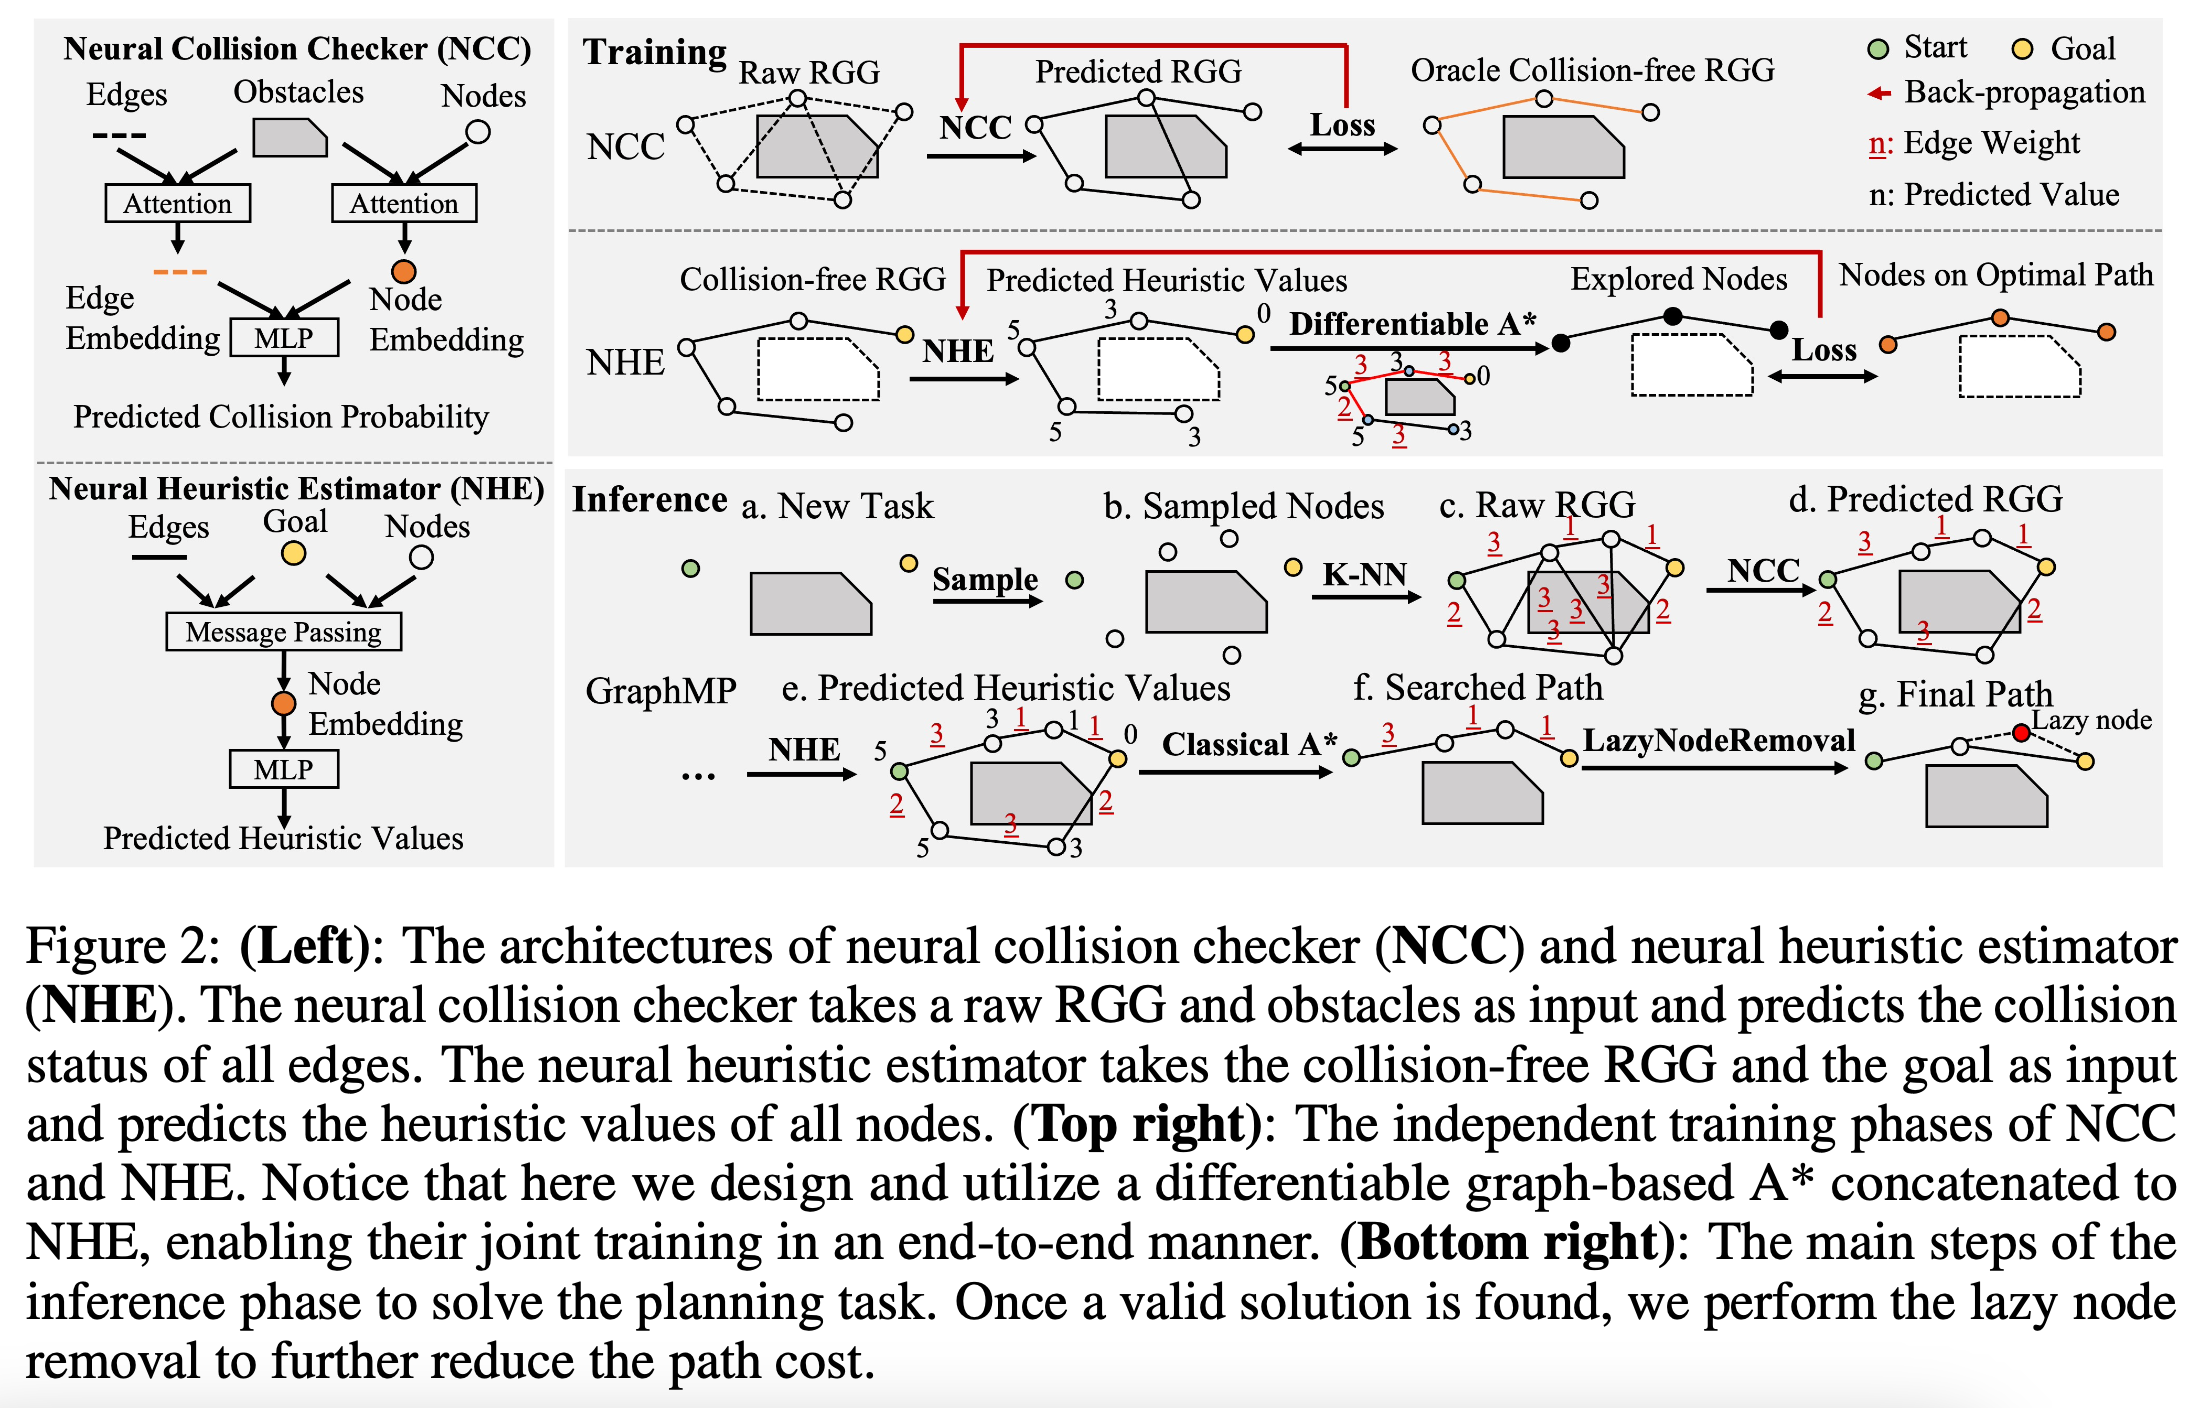 Neural Collision Checker (NCC)
Edges
Obstacles
Nodes
Attention
Attention
Edge
Embedding
Node
Embedding
MLP
Predicted Collision Probability
Neural Heuristic Estimator (NHE)
Edges
Goal
Nodes
Message Passing
Node
Embedding
MLP
Predicted Heuristic Values
Training
Raw RGG
Predicted RGG
Oracle Collision-free RGG
NCC
NCC
Loss
Start
Goal
Back-propagation
n: Edge Weight
n: Predicted Value
Collision-free RGG
Predicted Heuristic Values
Explored Nodes
Nodes on Optimal Path
NHE
NHE
5
3
0
5
3
Differentiable A*
3
3
3
5
0
2
5
3
3
Loss
Inference
a. New Task
b. Sampled Nodes
c. Raw RGG
d. Predicted RGG
Sample
K-NN
3
1
1
2
3
3
3
3
2
NCC
3
1
1
2
3
2
GraphMP
e. Predicted Heuristic Values
f. Searched Path
g. Final Path
...
NHE
5
3
3
1
1
1
0
2
3
2
5
3
Classical A*
3
1
1
LazyNodeRemoval
Lazy node
Figure 2: (Left): The architectures of neural collision checker (NCC) and neural heuristic estimator
(NHE). The neural collision checker takes a raw RGG and obstacles as input and predicts the collision
status of all edges. The neural heuristic estimator takes the collision-free RGG and the goal as input
and predicts the heuristic values of all nodes. (Top right): The independent training phases of NCC
and NHE. Notice that here we design and utilize a differentiable graph-based A* concatenated to
NHE, enabling their joint training in an end-to-end manner. (Bottom right): The main steps of the
inference phase to solve the planning task. Once a valid solution is found, we perform the lazy node
removal to further reduce the path cost.